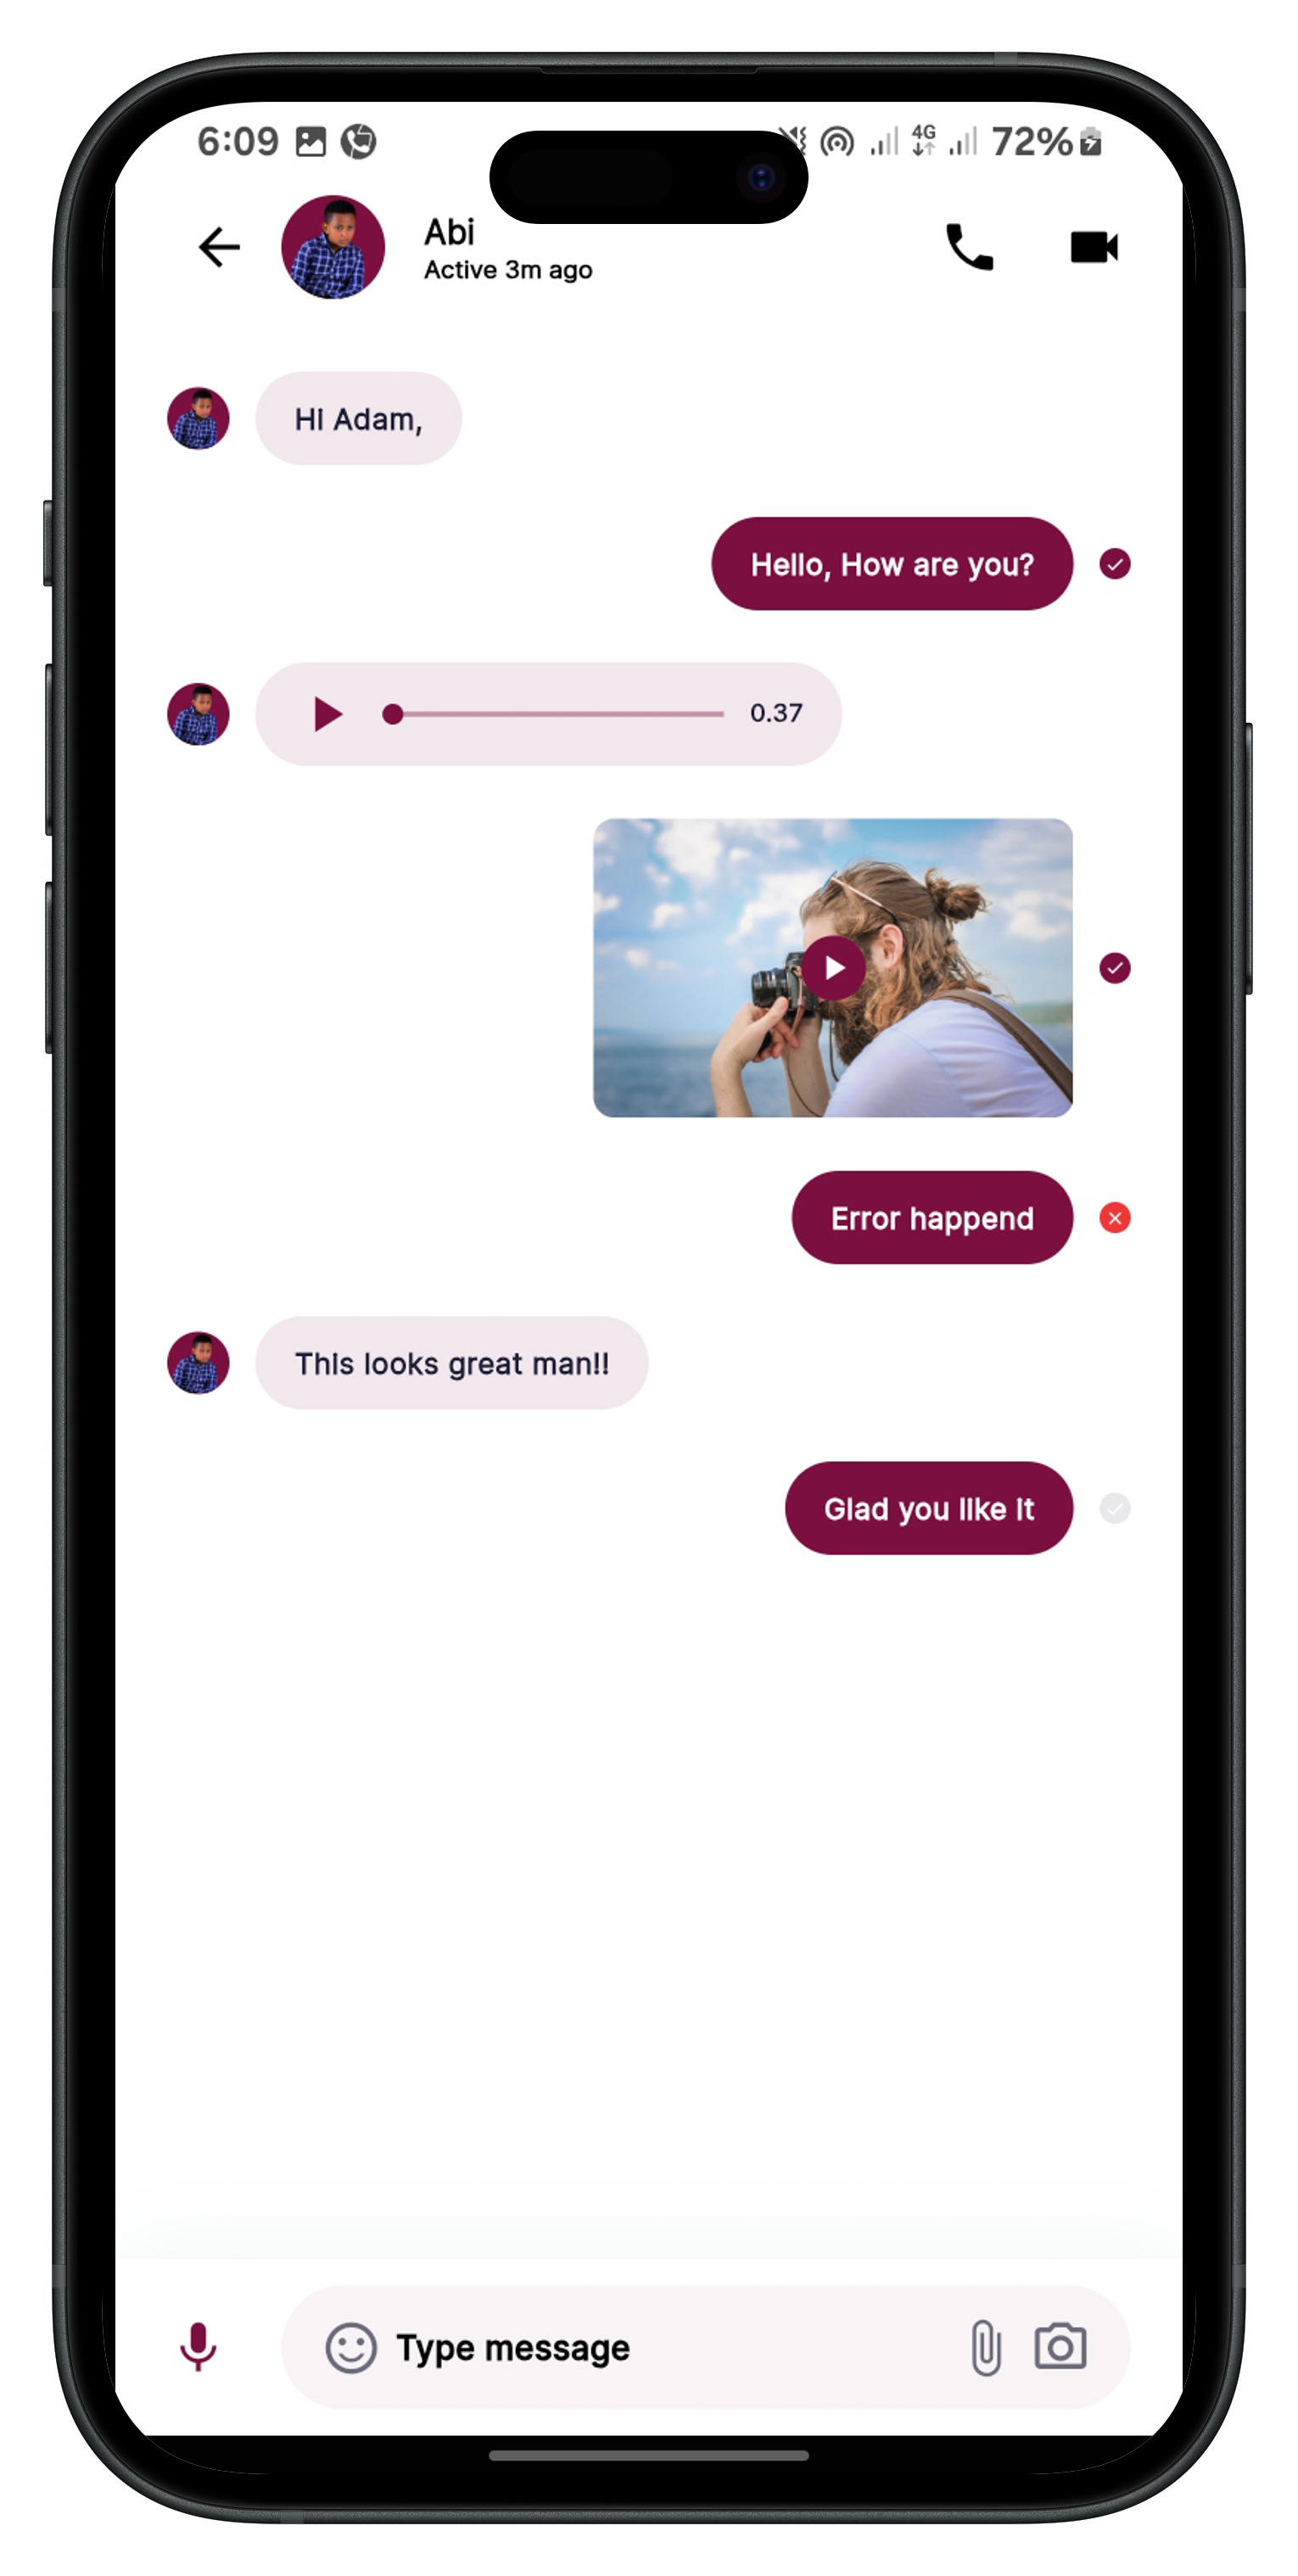 6:09 4G 72%
Abi
Active 3m ago
Hi Adam,
Hello, How are you?
0.37
Error happend
This looks great man!!
Glad you like it
Type message